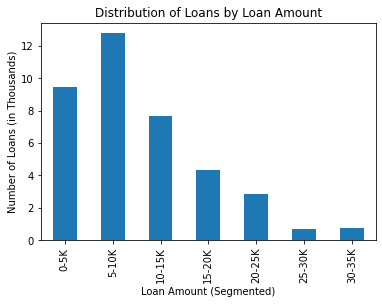 Distribution of Loans by Loan Amount
Number of Loans (in Thousands)
12
10
8
6
4
2
0
0-5K
5-10K
10-15K
15-20K
20-25K
25-30K
30-35K
Loan Amount (Segmented)